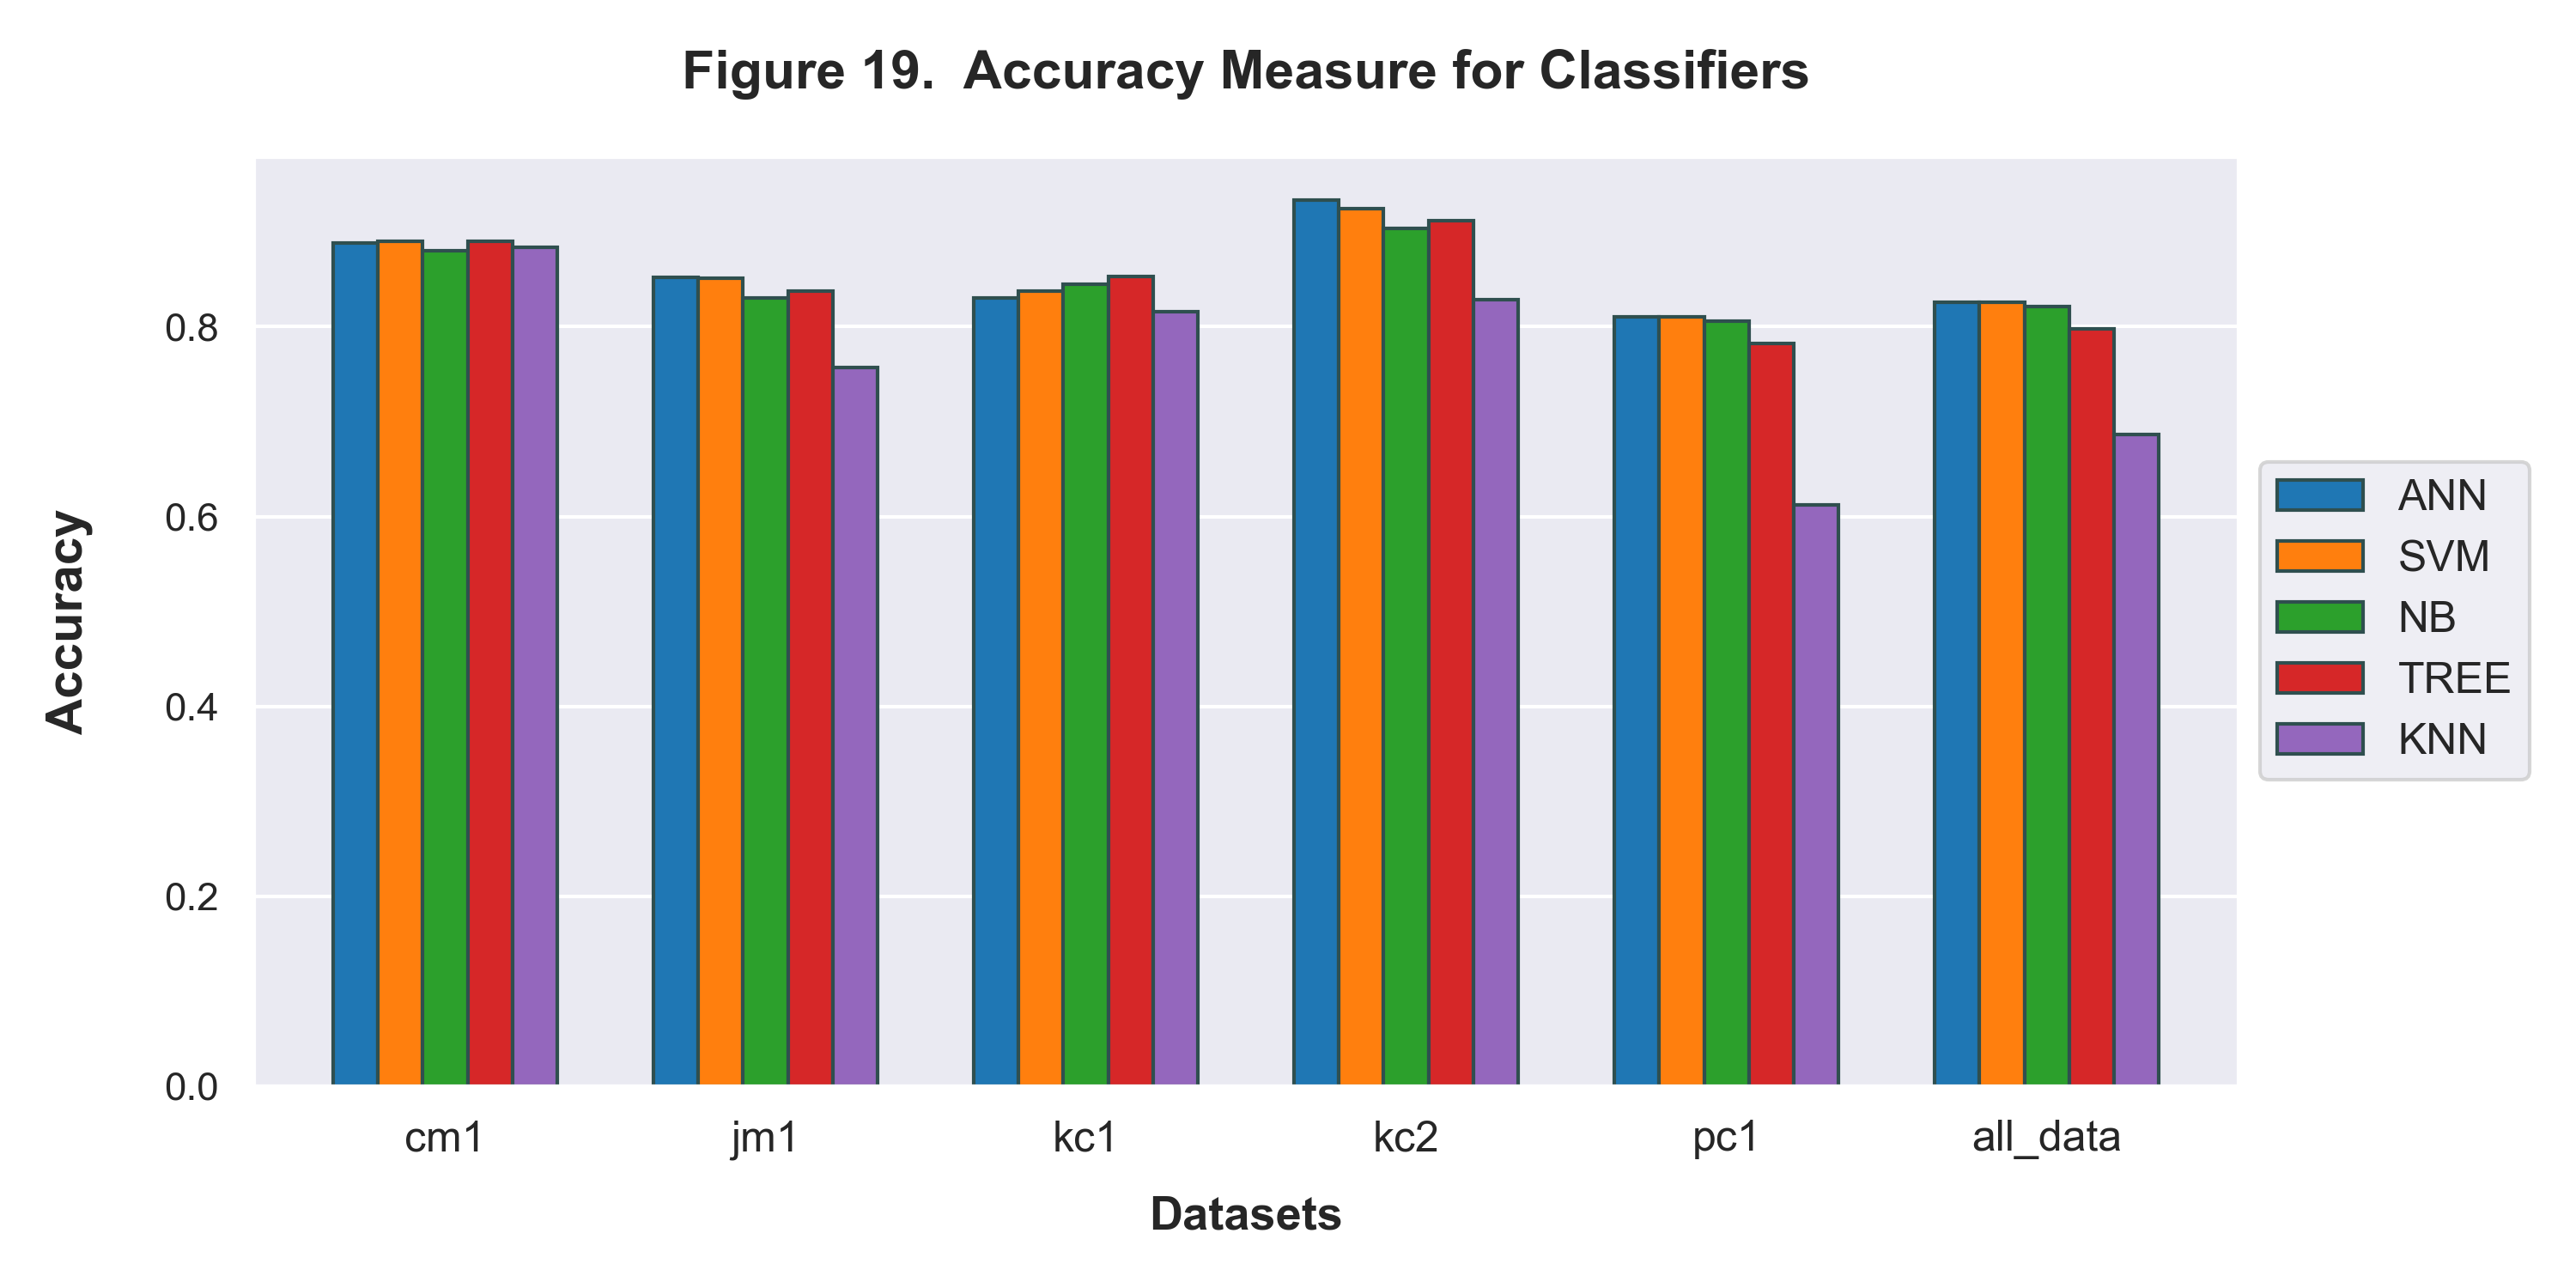 Figure 19.  Accuracy Measure for Classifiers
Accuracy
0.8
0.6
0.4
0.2
0.0
cm1
jm1
kc1
kc2
pc1
all_data
Datasets
ANN
SVM
NB
TREE
KNN